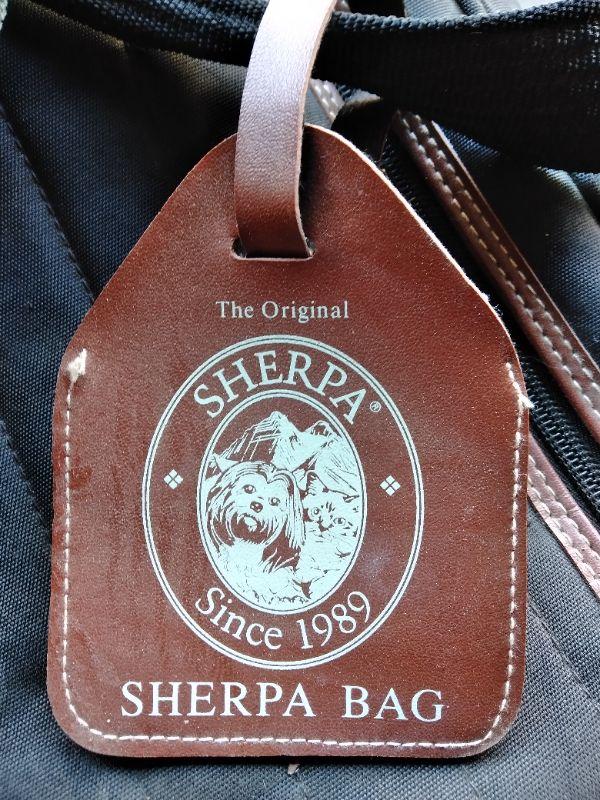 The Original
SHERPA®
Since 1989
SHERPA BAG